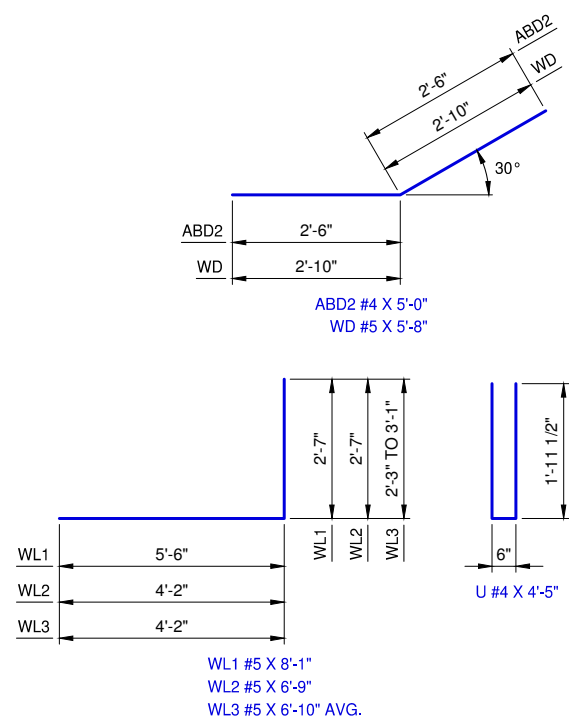 ABD2
2'-6"
WD
2'-10"
30°
ABD2 2'-6"
WD 2'-10"
ABD2 #4 X 5'-0"
WD #5 X 5'-8"
2'-7"
2'-7"
2'-3" TO 3'-1"
1'-11 1/2"
WL1
WL2
WL3
WL1 5'-6"
6"
WL2 4'-2"
U #4 X 4'-5"
WL3 4'-2"
WL1 #5 X 8'-1"
WL2 #5 X 6'-9"
WL3 #5 X 6'-10" AVG.